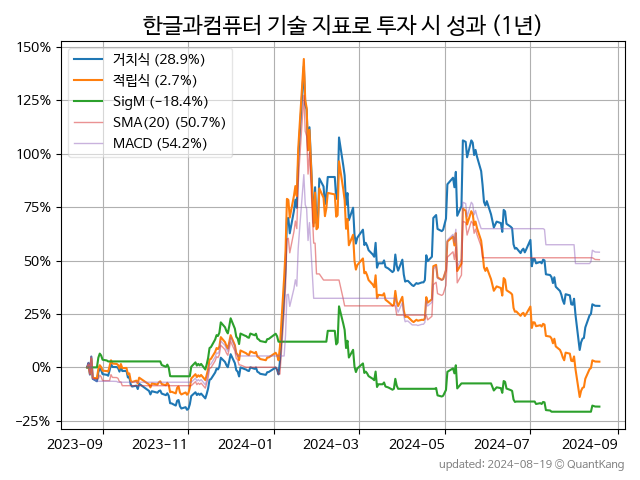 한글과컴퓨터 기술 지표로 투자 시 성과 (1년)
150%
125%
100%
75%
50%
25%
0%
−25%
거치식 (28.9%)
적립식 (2.7%)
SigM (−18.4%)
SMA(20) (50.7%)
MACD (54.2%)
2023-09 2023-11 2024-01 2024-03 2024-05 2024-07 2024-09
updated: 2024-08-19 © QuantKang